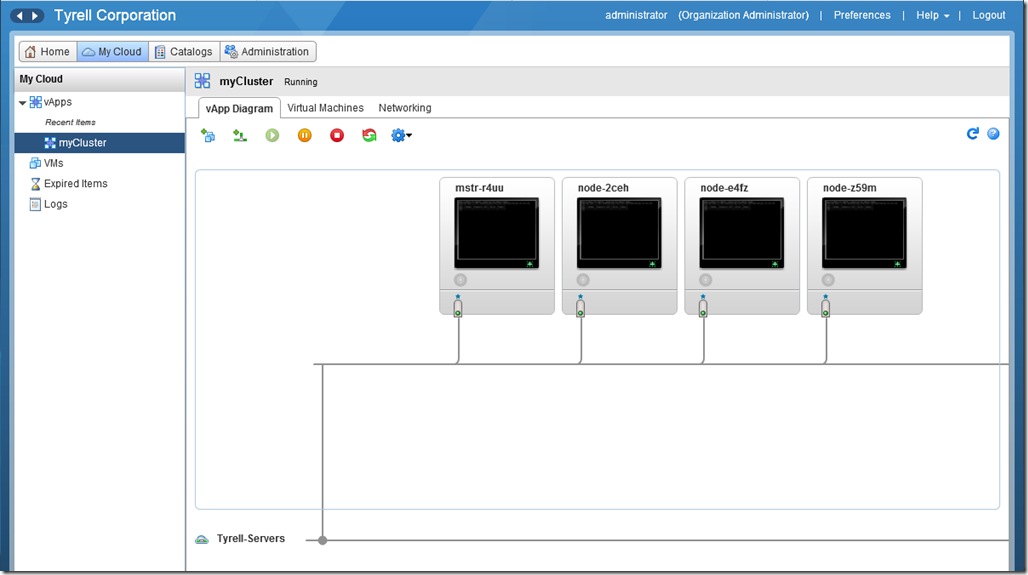 Tyrell Corporation
administrator (Organization Administrator) | Preferences | Help | Logout
Home My Cloud Catalogs Administration
My Cloud
vApps
Recent Items
myCluster
VMs
Expired Items
Logs
myCluster Running
vApp Diagram Virtual Machines Networking
mstr-r4uu node-2ceh node-e4fz node-z59m
Tyrell-Servers